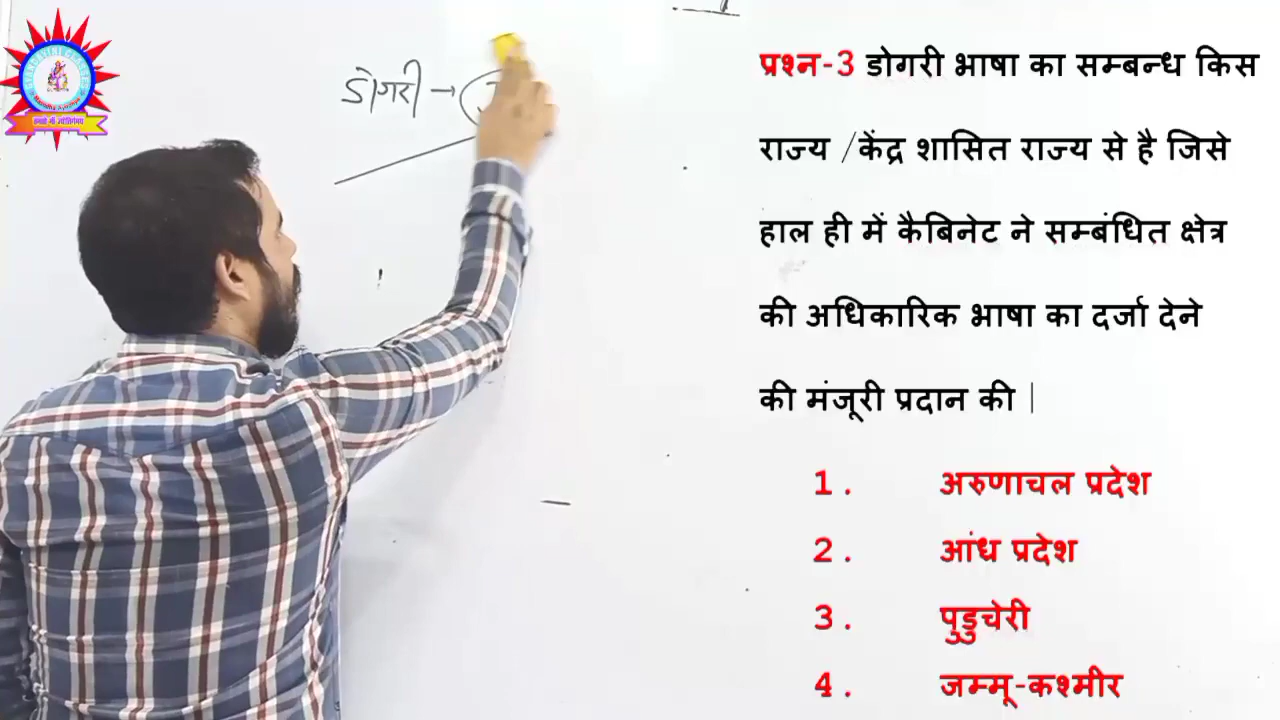 डोगरी →
प्रश्न-3 डोगरी भाषा का सम्बन्ध किस
राज्य /केंद्र शासित राज्य से है जिसे
हाल ही में कैबिनेट ने सम्बंधित क्षेत्र
की अधिकारिक भाषा का दर्जा देने
की मंजूरी प्रदान की |
1. अरुणाचल प्रदेश
2. आंध प्रदेश
3. पुडुचेरी
4. जम्मू-कश्मीर